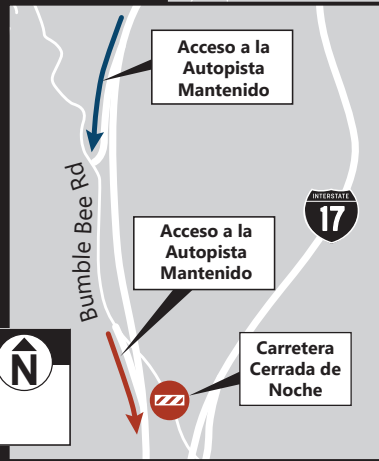 Acceso a la
Autopista
Mantenido
Bumble Bee Rd
INTERSTATE
17
Acceso a la
Autopista
Mantenido
N
Carretera
Cerrada de
Noche